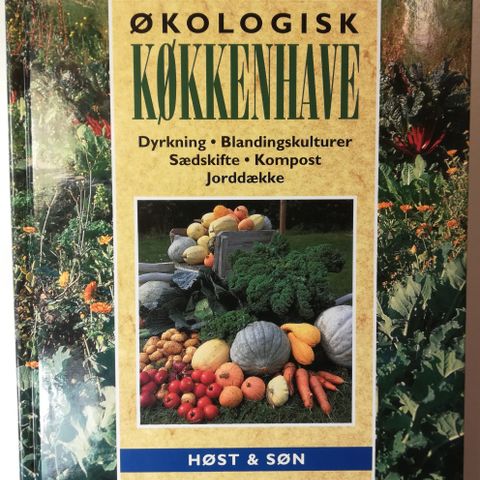 ØKOLOGISK
KØKKENHAVE
Dyrkning • Blandingskulturer
Sædskifte • Kompost
Jorddække
HØST & SØN